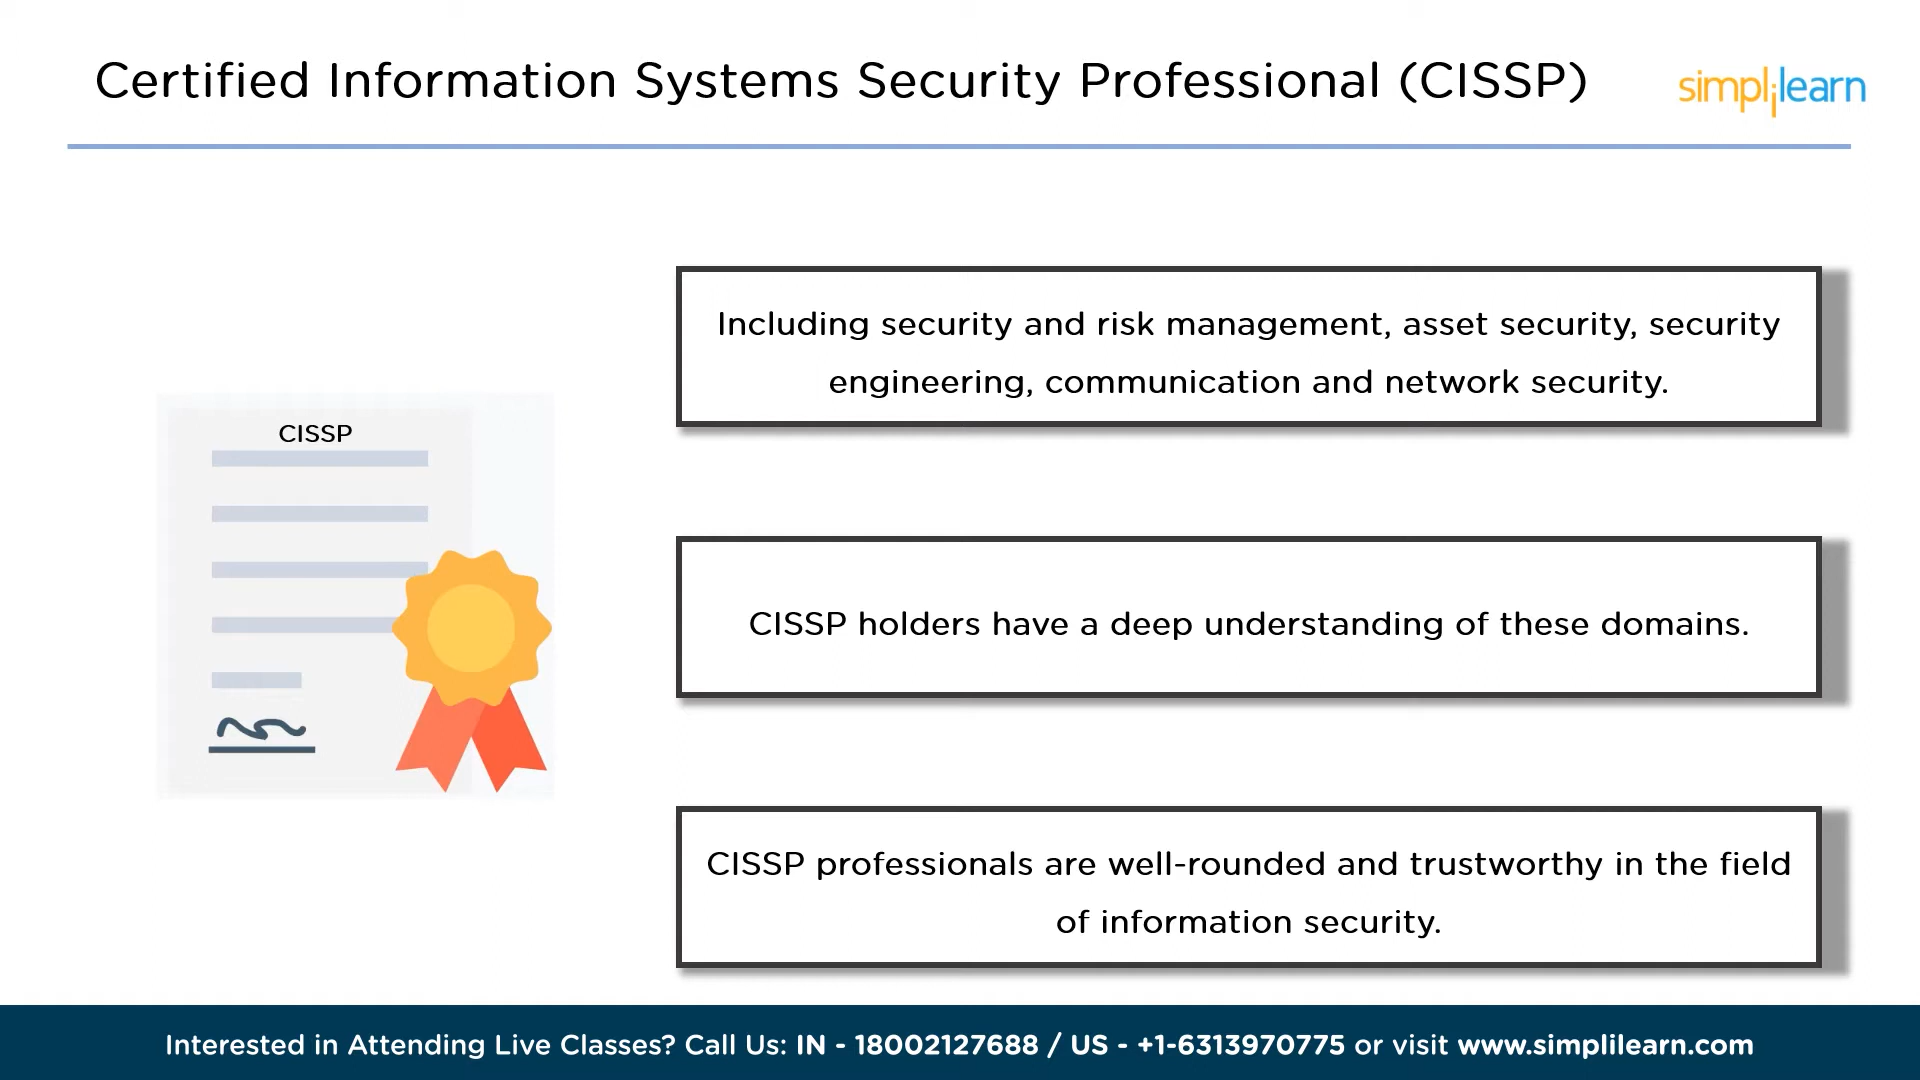 Certified Information Systems Security Professional (CISSP)
simplilearn
Including security and risk management, asset security, security
engineering, communication and network security.
CISSP
CISSP holders have a deep understanding of these domains.
CISSP professionals are well-rounded and trustworthy in the field
of information security.
Interested in Attending Live Classes? Call Us: IN - 18002127688 / US - +1-6313970775 or visit www.simplilearn.com